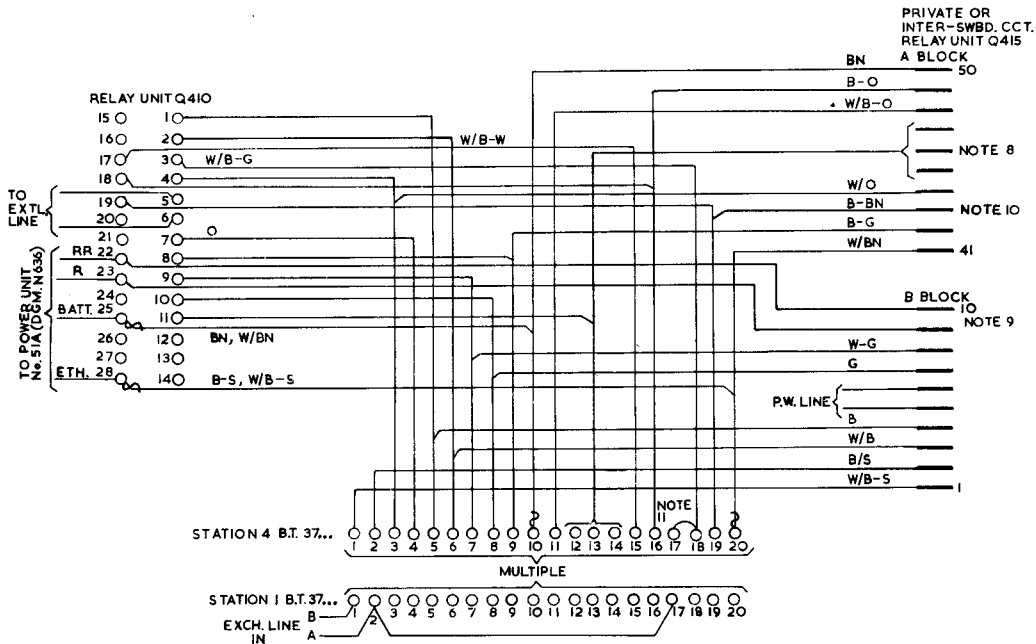 PRIVATE OR
INTER-SWBD. CCT.
RELAY UNIT Q415
A BLOCK
BN
50
B-O
W/B-O
NOTE 8
W/O
B-BN
NOTE 10
B-G
W/BN
41
B BLOCK
10
NOTE 9
W-G
G
P.W. LINE
B
W/B
B/S
W/B-S
1
RELAY UNIT Q410
15 1
16 2
W/B-W
17 3
W/B-G
18 4
TO
EXTL.
LINE
19 5
20 6
21 7
O
RR 22 8
R 23 9
24 10
BATT. 25 11
26 12
BN, W/BN
27 13
ETH. 28 14
B-S, W/B-S
TO POWER UNIT
No. 51A (DGM. N636)
NOTE
11
STATION 4 B.T. 37...
1 2 3 4 5 6 7 8 9 10 11 12 13 14 15 16 17 18 19 20
MULTIPLE
STATION 1 B.T. 37...
1 2 3 4 5 6 7 8 9 10 11 12 13 14 15 16 17 18 19 20
B
EXCH. LINE
IN
A